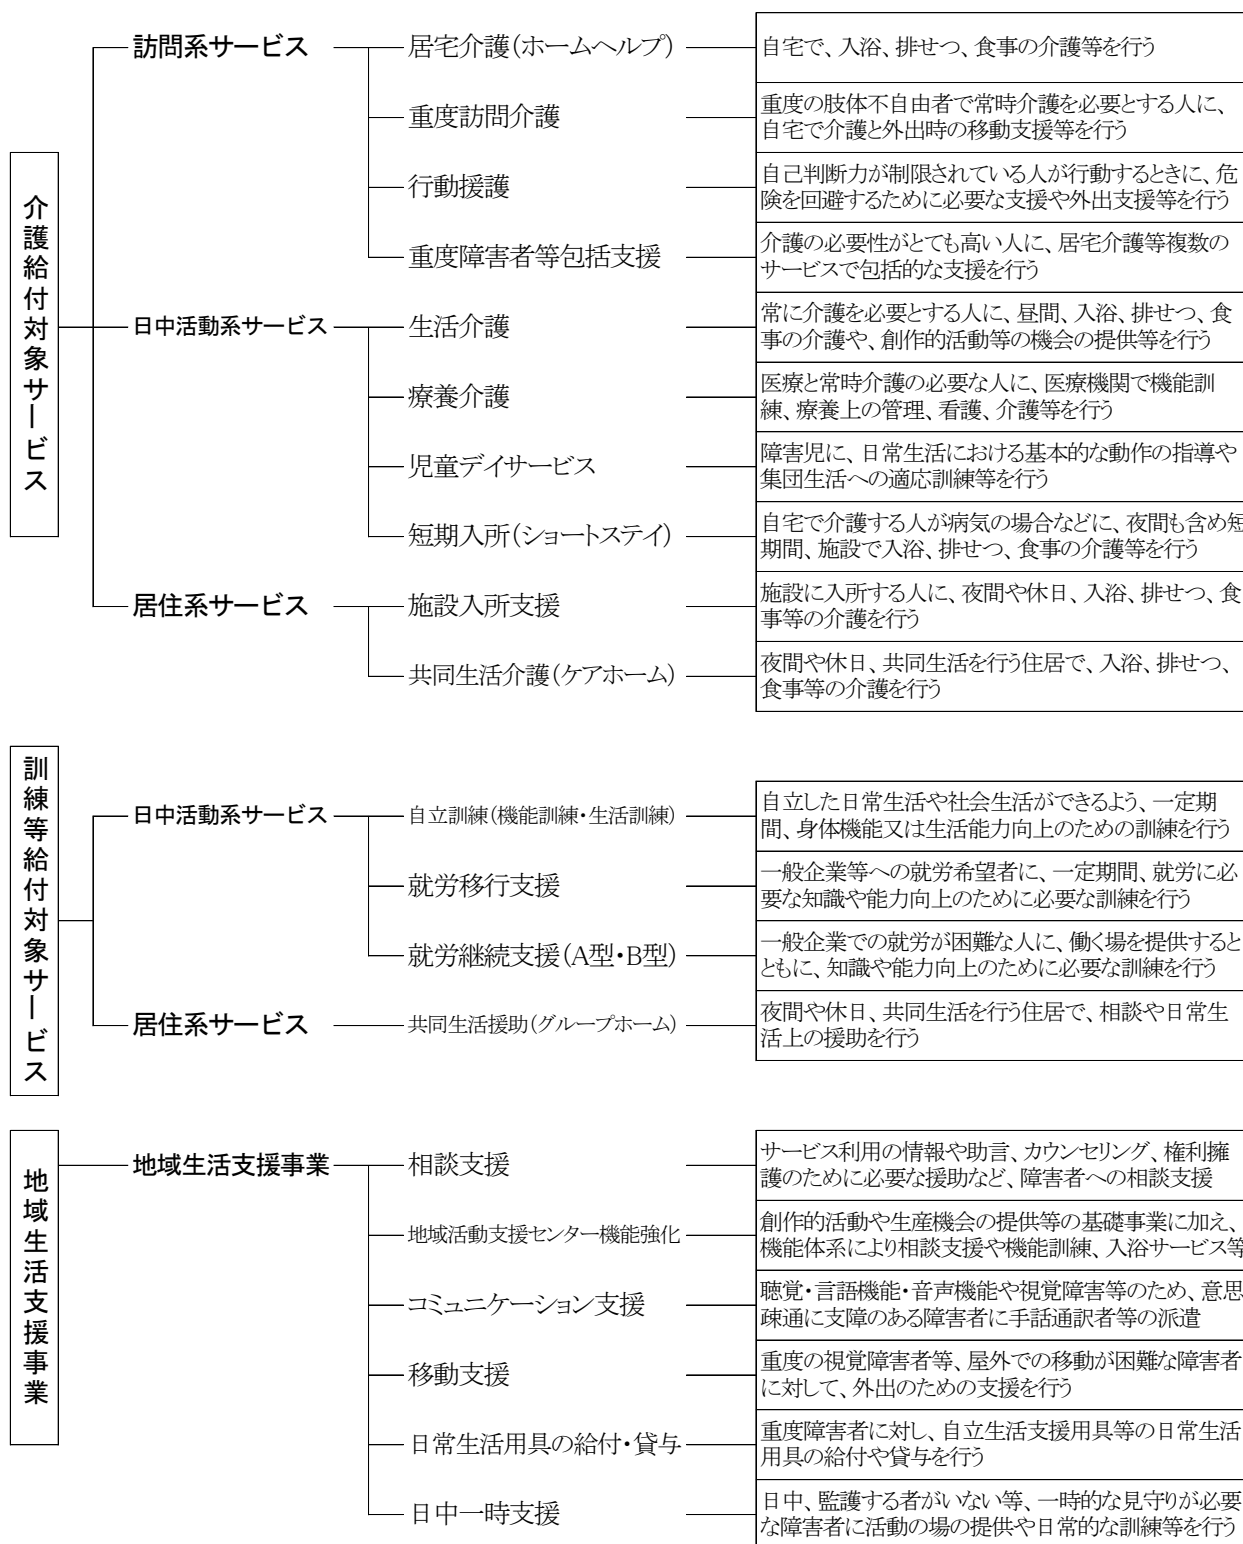 介護給付対象サービス
訪問系サービス
居宅介護(ホームヘルプ)
自宅で、入浴、排せつ、食事の介護等を行う
重度訪問介護
重度の肢体不自由者で常時介護を必要とする人に、
自宅で介護と外出時の移動支援等を行う
行動援護
自己判断力が制限されている人が行動するときに、危
険を回避するために必要な支援や外出支援等を行う
重度障害者等包括支援
介護の必要性がとても高い人に、居宅介護等複数の
サービスで包括的な支援を行う
日中活動系サービス
生活介護
常に介護を必要とする人に、昼間、入浴、排せつ、食
事の介護や、創作的活動等の機会の提供等を行う
療養介護
医療と常時介護の必要な人に、医療機関で機能訓
練、療養上の管理、看護、介護等を行う
児童デイサービス
障害児に、日常生活における基本的な動作の指導や
集団生活への適応訓練等を行う
短期入所(ショートステイ)
自宅で介護する人が病気の場合などに、夜間も含め短
期間、施設で入浴、排せつ、食事の介護等を行う
居住系サービス
施設入所支援
施設に入所する人に、夜間や休日、入浴、排せつ、食
事等の介護を行う
共同生活介護(ケアホーム)
夜間や休日、共同生活を行う住居で、入浴、排せつ、
食事等の介護を行う
訓練等給付対象サービス
日中活動系サービス
自立訓練(機能訓練・生活訓練)
自立した日常生活や社会生活ができるよう、一定期
間、身体機能又は生活能力向上のための訓練を行う
就労移行支援
一般企業等への就労希望者に、一定期間、就労に必
要な知識や能力向上のために必要な訓練を行う
就労継続支援(A型・B型)
一般企業での就労が困難な人に、働く場を提供すると
ともに、知識や能力向上のために必要な訓練を行う
居住系サービス
共同生活援助(グループホーム)
夜間や休日、共同生活を行う住居で、相談や日常生
活上の援助を行う
地域生活支援事業
地域生活支援事業
相談支援
サービス利用の情報や助言、カウンセリング、権利擁
護のために必要な援助など、障害者への相談支援
地域活動支援センター機能強化
創作的活動や生産機会の提供等の基礎事業に加え、
機能体系により相談支援や機能訓練、入浴サービス等
コミュニケーション支援
聴覚・言語機能・音声機能や視覚障害等のため、意思
疎通に支障のある障害者に手話通訳者等の派遣
移動支援
重度の視覚障害者等、屋外での移動が困難な障害者
に対して、外出のための支援を行う
日常生活用具の給付・貸与
重度障害者に対し、自立生活支援用具等の日常生活
用具の給付や貸与を行う
日中一時支援
日中、監護する者がいない等、一時的な見守りが必要
な障害者に活動の場の提供や日常的な訓練等を行う